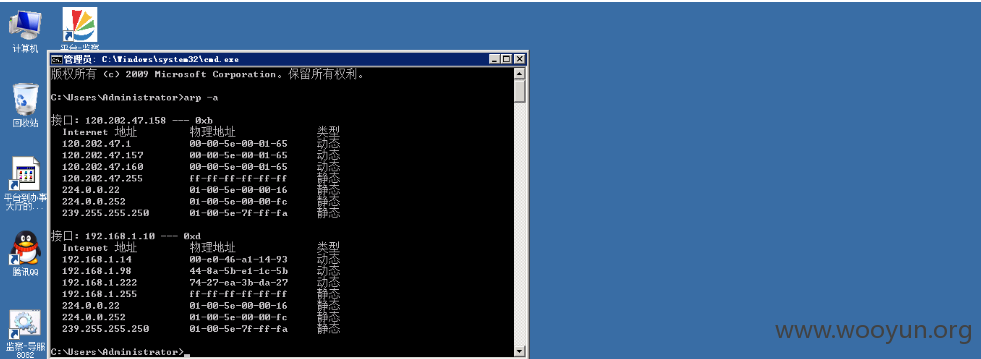 计算机
平台-监察
回收站
平台到办事
大厅的...
腾讯QQ
监察-导服
8082
管理员: C:\Windows\system32\cmd.exe
版权所有 (c) 2009 Microsoft Corporation。保留所有权利。
C:\Users\Administrator>arp -a
接口: 120.202.47.158 --- 0xb
Internet 地址 物理地址 类型
120.202.47.1 00-00-5e-00-01-65 动态
120.202.47.157 00-00-5e-00-01-65 动态
120.202.47.160 00-00-5e-00-01-65 动态
120.202.47.255 ff-ff-ff-ff-ff-ff 静态
224.0.0.22 01-00-5e-00-00-16 静态
224.0.0.252 01-00-5e-00-00-fc 静态
239.255.255.250 01-00-5e-7f-ff-fa 静态
接口: 192.168.1.10 --- 0xd
Internet 地址 物理地址 类型
192.168.1.14 00-e0-46-a1-14-93 动态
192.168.1.98 44-8a-5b-e1-1c-5b 动态
192.168.1.222 74-27-ea-3b-da-27 动态
192.168.1.255 ff-ff-ff-ff-ff-ff 静态
224.0.0.22 01-00-5e-00-00-16 静态
224.0.0.252 01-00-5e-00-00-fc 静态
239.255.255.250 01-00-5e-7f-ff-fa 静态
C:\Users\Administrator>
www.wooyun.org